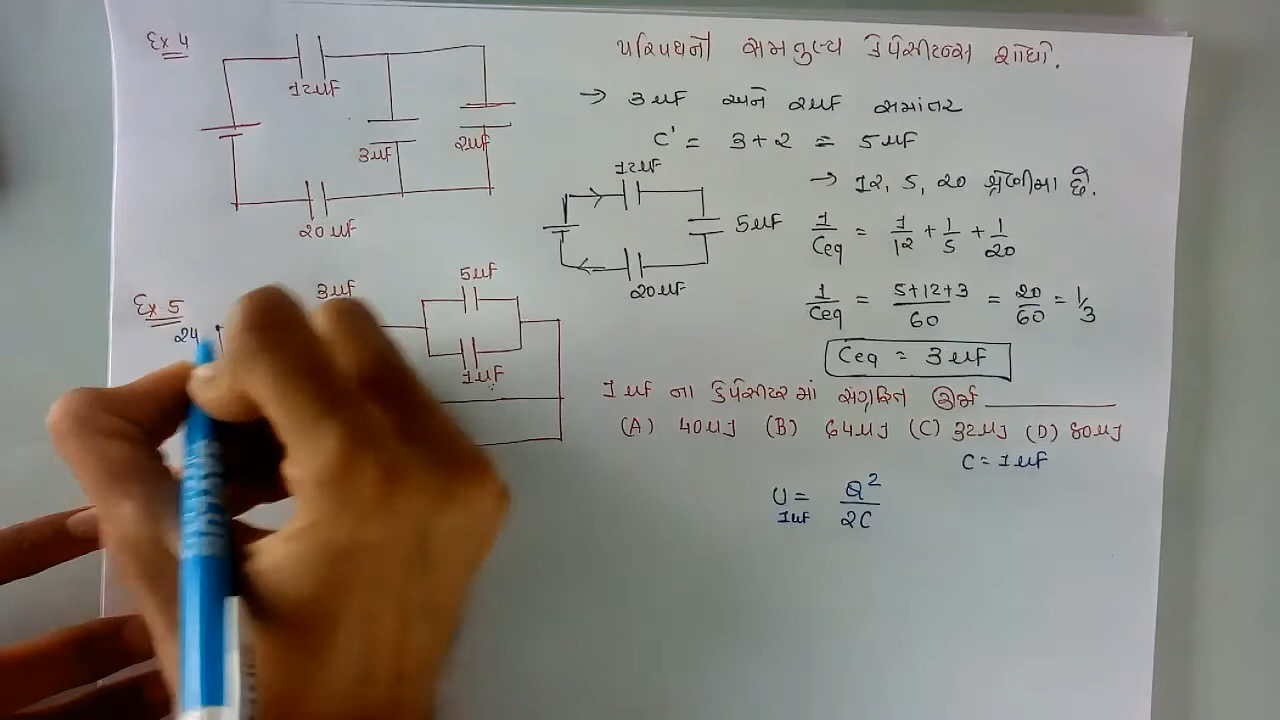 Ex 4
12µF
3µF
2µF
20µF
પરિપથનો સમતુલ્ય કેપેસીટન્સ શોધો.
→ 3µF અને 2µF સમાંતર
C' = 3 + 2 = 5µF
12µF
5µF
20µF
→ 12, 5, 20 શ્રેણીમા છે.
1/Ceq = 1/12 + 1/5 + 1/20
1/Ceq = 5+12+3/60 = 20/60 = 1/3
Ceq = 3µF
Ex 5
3µF
5µF
1µF
24
1µF ના કેપેસીટરમાં સંગ્રહિત ઊર્જા ________
(A) 40µJ (B) 64µJ (C) 32µJ (D) 80µJ
C = 1µF
U = Q²/2C
1µF